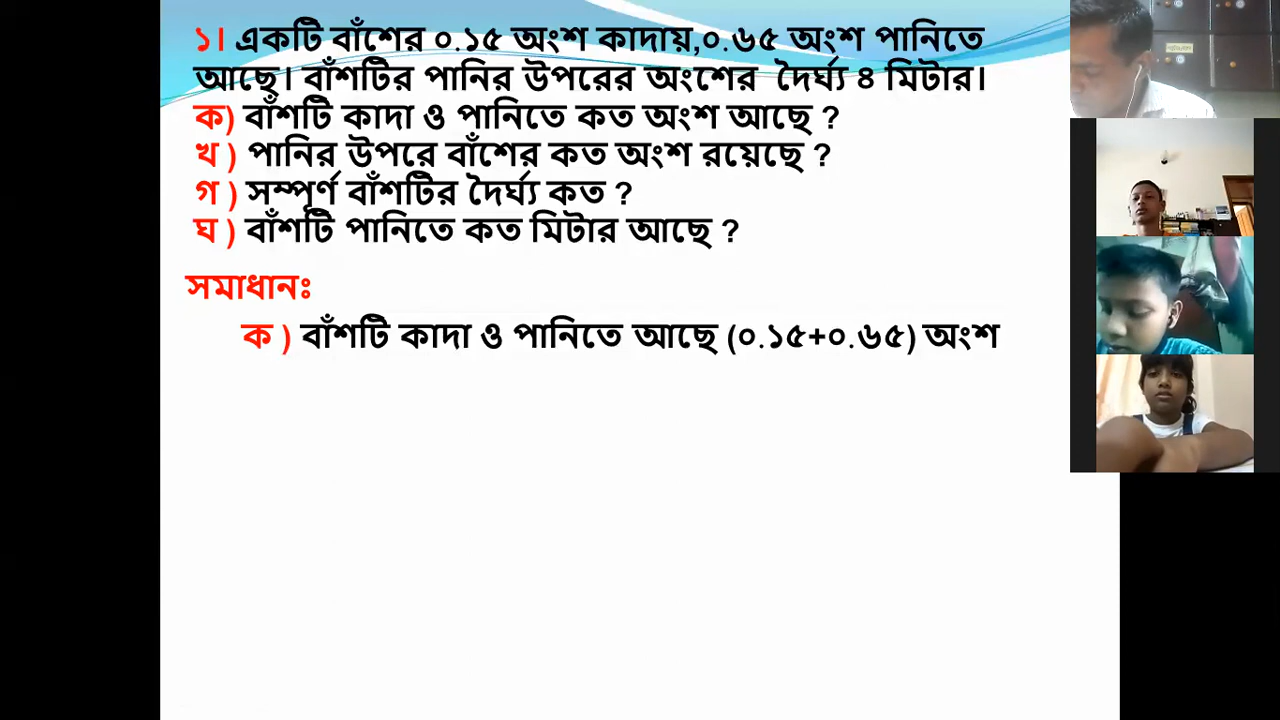 ১। একটি বাঁশের ০.১৫ অংশ কাদায়,০.৬৫ অংশ পানিতে
আছে। বাঁশটির পানির উপরের অংশের দৈর্ঘ্য ৪ মিটার।
ক) বাঁশটি কাদা ও পানিতে কত অংশ আছে ?
খ ) পানির উপরে বাঁশের কত অংশ রয়েছে ?
গ ) সম্পূর্ণ বাঁশটির দৈর্ঘ্য কত ?
ঘ ) বাঁশটি পানিতে কত মিটার আছে ?
সমাধানঃ
ক ) বাঁশটি কাদা ও পানিতে আছে (০.১৫+০.৬৫) অংশ